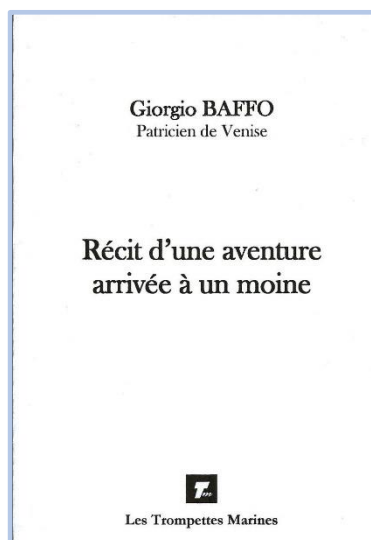 Giorgio BAFFO
Patricien de Venise
Récit d'une aventure
arrivée à un moine
Les Trompettes Marines